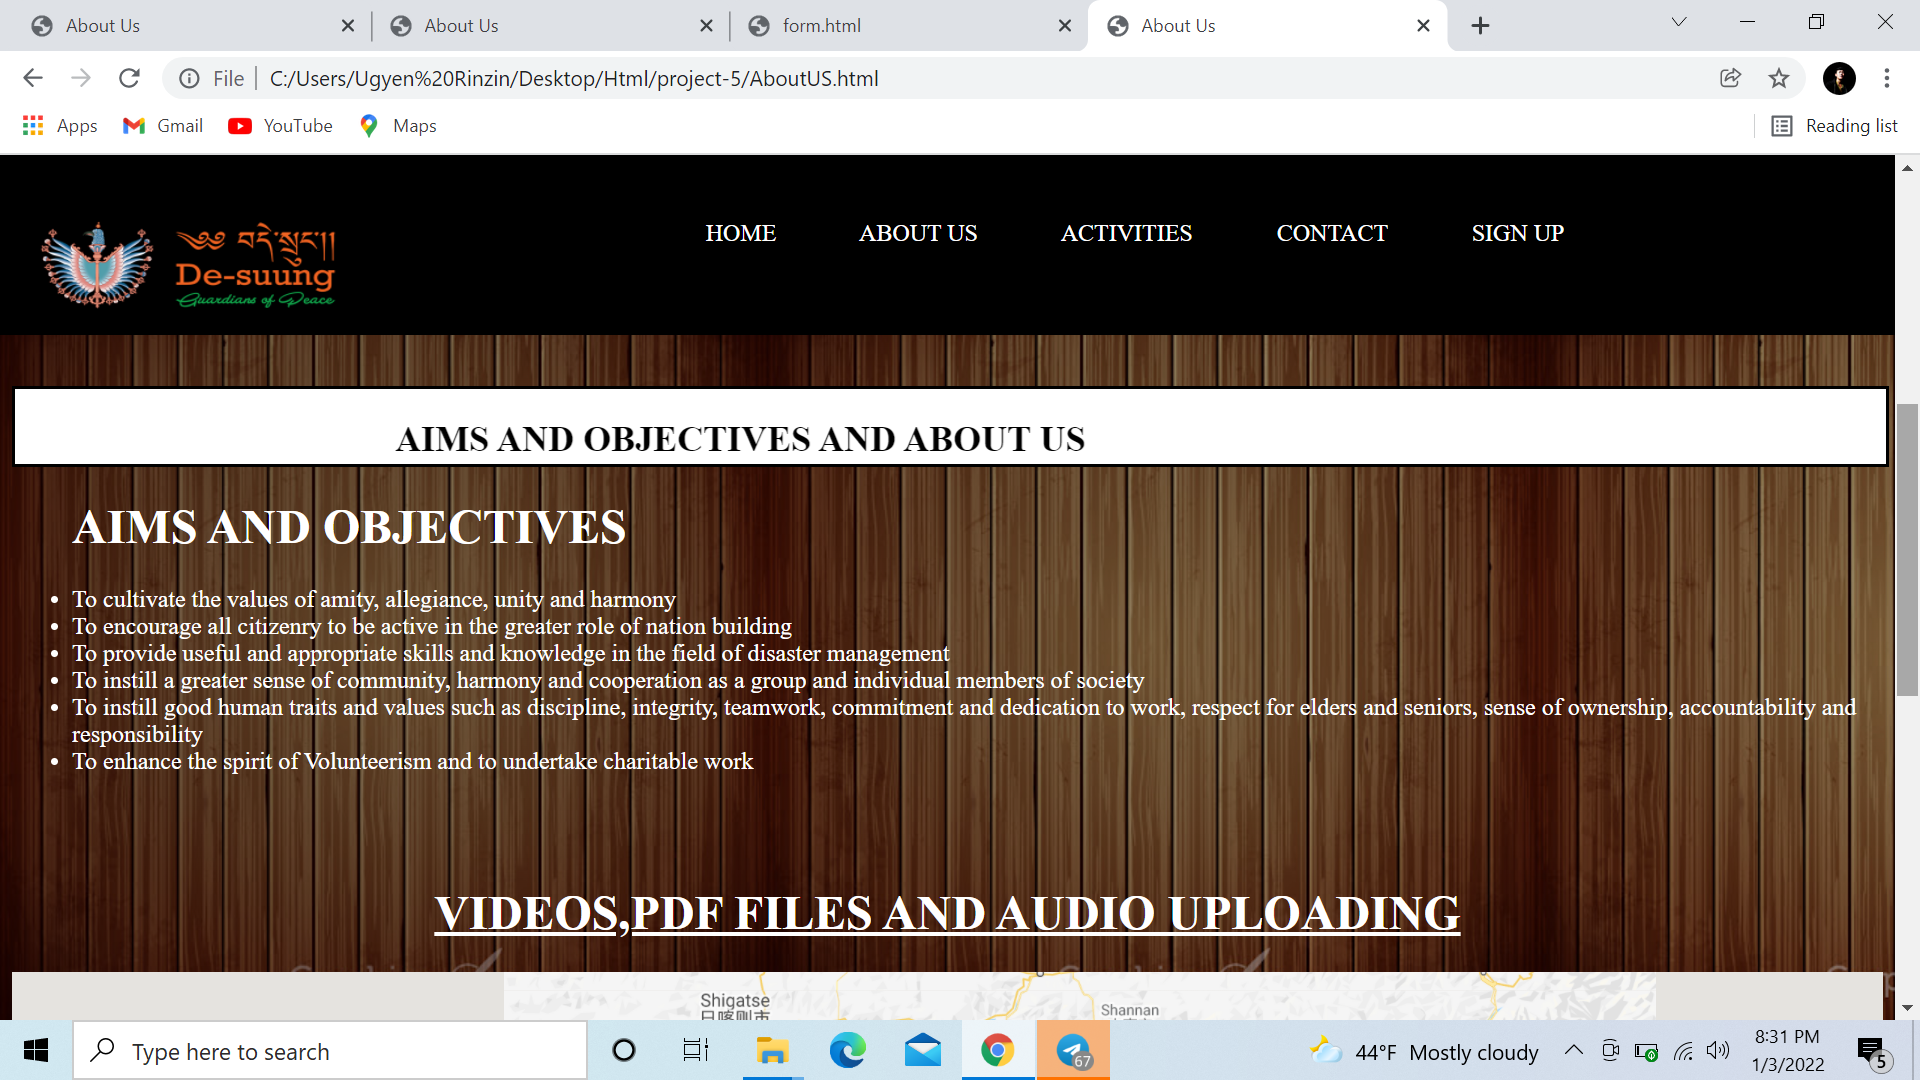 About Us
About Us
form.html
About Us
File
C:/Users/Ugyen%20Rinzin/Desktop/Html/project-5/AboutUS.html
Apps
Gmail
YouTube
Maps
Reading list
༄༅ བདེ་སྲུང།།
De-suung
Guardians of Peace
HOME
ABOUT US
ACTIVITIES
CONTACT
SIGN UP
AIMS AND OBJECTIVES AND ABOUT US
AIMS AND OBJECTIVES
• To cultivate the values of amity, allegiance, unity and harmony
• To encourage all citizenry to be active in the greater role of nation building
• To provide useful and appropriate skills and knowledge in the field of disaster management
• To instill a greater sense of community, harmony and cooperation as a group and individual members of society
• To instill good human traits and values such as discipline, integrity, teamwork, commitment and dedication to work, respect for elders and seniors, sense of ownership, accountability and
responsibility
• To enhance the spirit of Volunteerism and to undertake charitable work
VIDEOS,PDF FILES AND AUDIO UPLOADING
Shigatse
日喀则市
Shannan
Type here to search
67
44°F Mostly cloudy
8:31 PM
1/3/2022
5